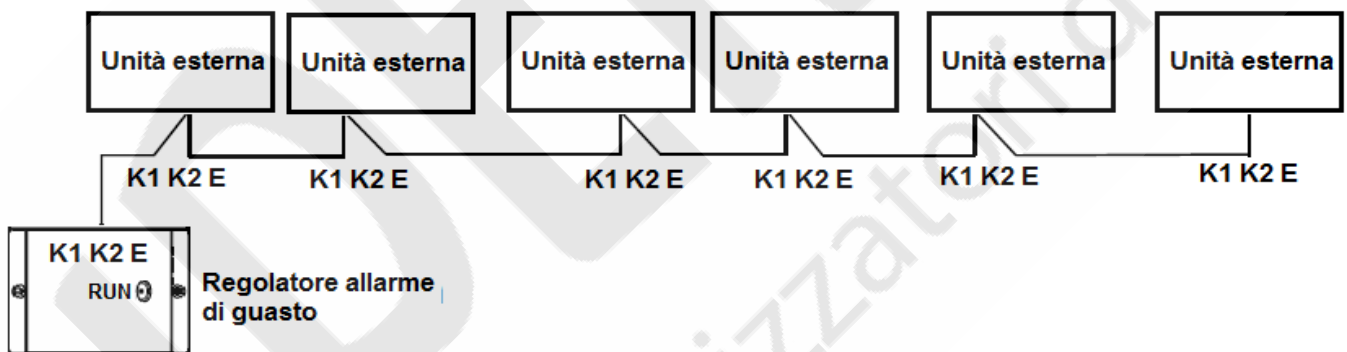 Unità esterna
Unità esterna
Unità esterna
Unità esterna
Unità esterna
Unità esterna
K1 K2 E
K1 K2 E
K1 K2 E
K1 K2 E
K1 K2 E
K1 K2 E
K1 K2 E
RUN
Regolatore allarme
di guasto